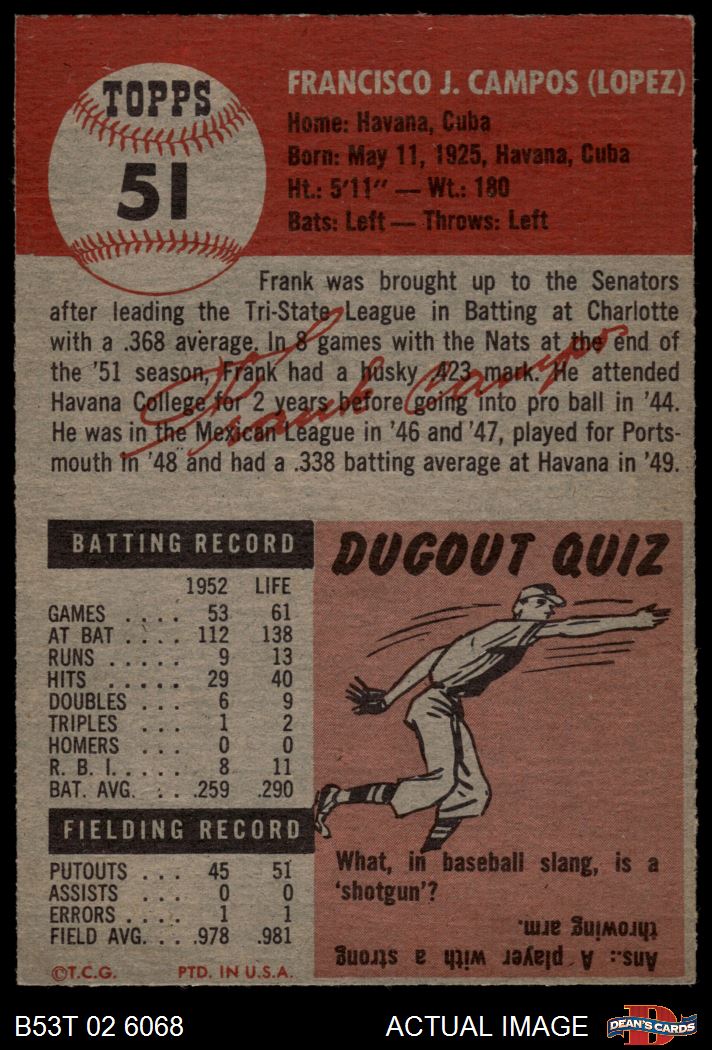 TOPPS
51
FRANCISCO J. CAMPOS (LOPEZ)
Home: Havana, Cuba
Born: May 11, 1925, Havana, Cuba
Ht.: 5'11" — Wt.: 180
Bats: Left — Throws: Left
Frank was brought up to the Senators
after leading the Tri-State League in Batting at Charlotte
with a .368 average. In 8 games with the Nats at the end of
the '51 season, Frank had a husky .423 mark. He attended
Havana College for 2 years before going into pro ball in '44.
He was in the Mexican League in '46 and '47, played for Ports-
mouth in '48 and had a .338 batting average at Havana in '49.
Frank Campos
BATTING RECORD
1952 LIFE
GAMES .... 53 61
AT BAT .... 112 138
RUNS ..... 9 13
HITS ..... 29 40
DOUBLES ... 6 9
TRIPLES ... 1 2
HOMERS ... 0 0
R. B. I. .... 8 11
BAT. AVG. ... .259 .290
FIELDING RECORD
PUTOUTS ... 45 51
ASSISTS ... 0 0
ERRORS .... 1 1
FIELD AVG. .. .978 .981
©T.C.G. PTD. IN U.S.A.
DUGOUT QUIZ
What, in baseball slang, is a
'shotgun'?
Ans.: A player with a strong
throwing arm.
B53T 02 6068 ACTUAL IMAGE
D
DEAN'S CARDS